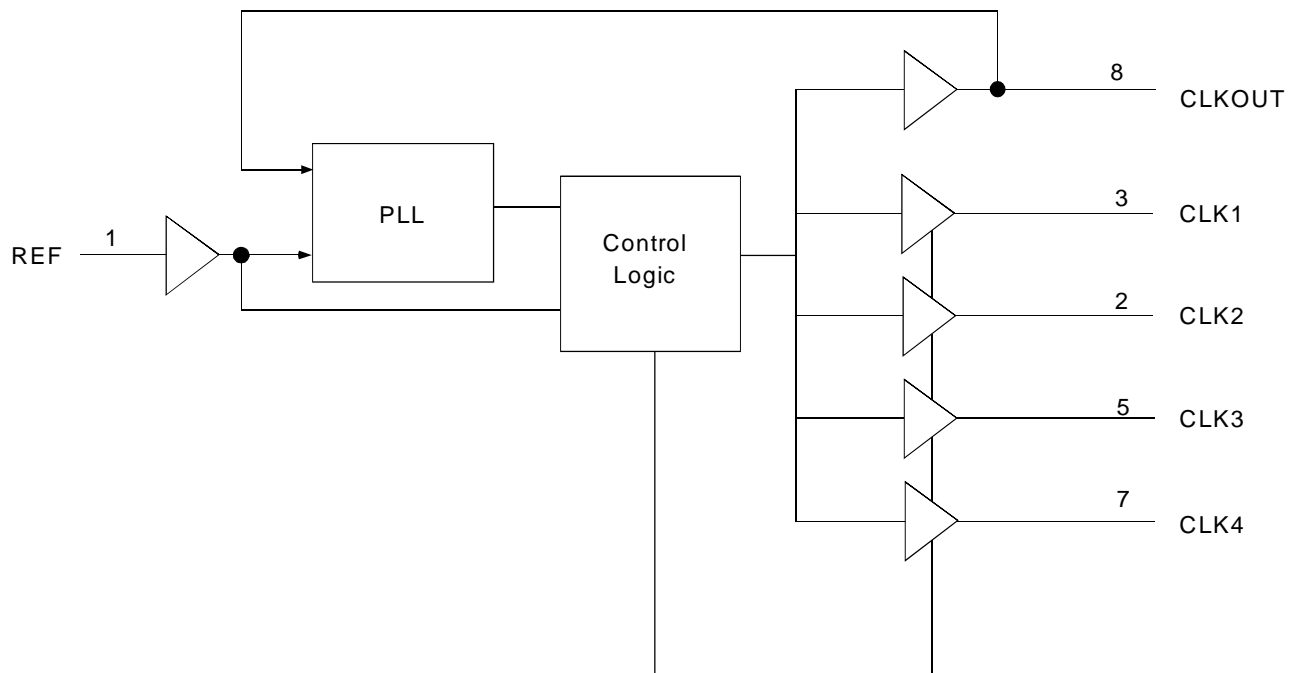 8
CLKOUT
PLL
3
CLK1
REF
1
Control
Logic
2
CLK2
5
CLK3
7
CLK4